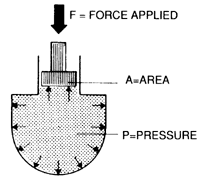 F = FORCE APPLIED
A=AREA
P=PRESSURE